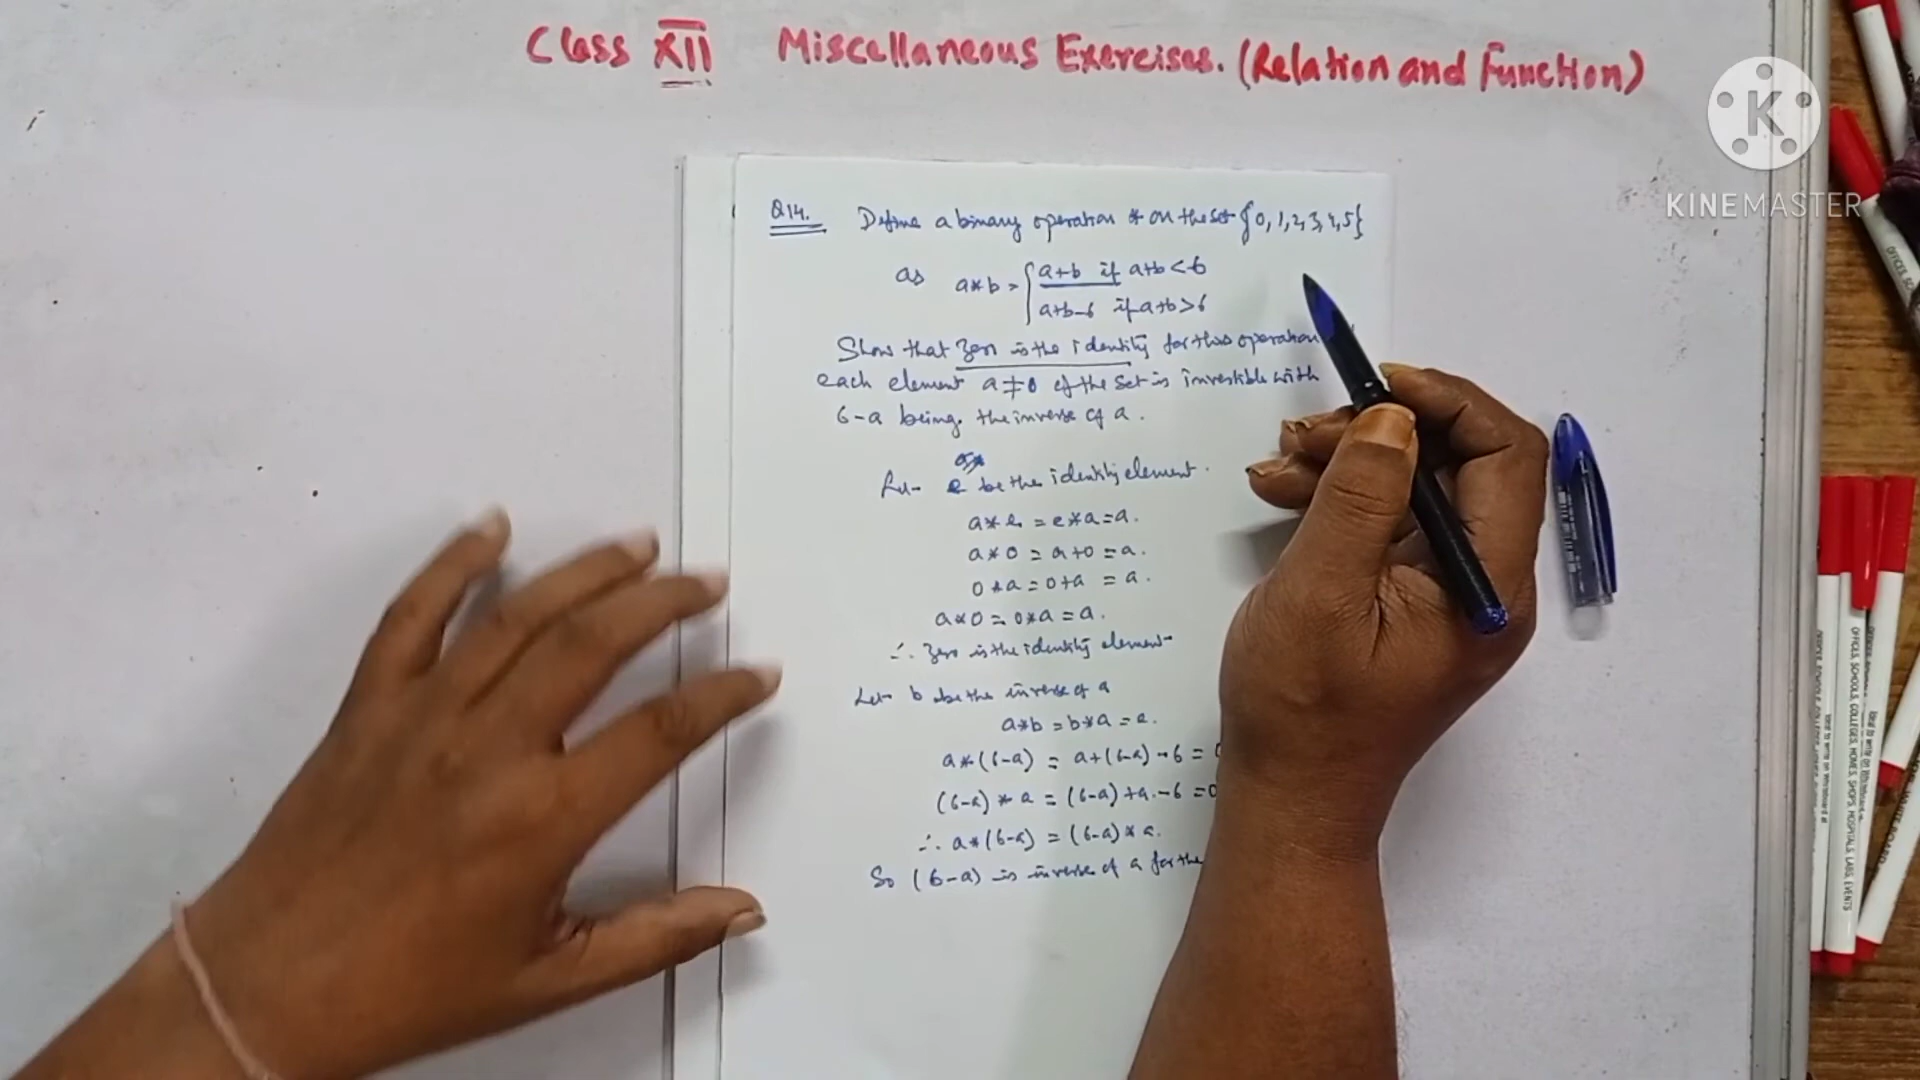 Class XII Miscellaneous Exercises. (Relation and Function)
K
KINEMASTER
Q14. Define a binary operation * on the set {0, 1, 2, 3, 4, 5}
as a*b = { a+b if a+b < 6
a+b-6 if a+b > 6
Show that Zero is the identity for this operation
each element a ≠ 0 of the set is invertible with
6-a being the inverse of a.
Let e be the identity element.
a*e = e*a = a.
a*0 = a+0 = a.
0*a = 0+a = a.
a*0 = 0*a = a.
∴ Zero is the identity element
Let b be the inverse of a
a*b = b*a = e.
a*(6-a) = a+(6-a)-6 = 0
(6-a)*a = (6-a)+a-6 = 0
∴ a*(6-a) = (6-a)*a.
So (6-a) is inverse of a for the